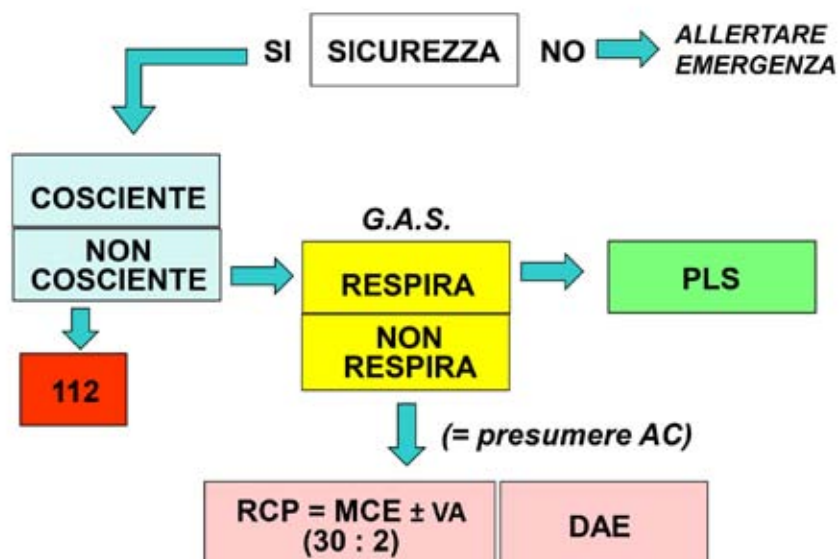 SI SICUREZZA NO ALLERTARE
EMERGENZA
COSCIENTE
NON
COSCIENTE
G.A.S.
RESPIRA
NON
RESPIRA
PLS
112
(= presumere AC)
RCP = MCE ± VA
(30 : 2)
DAE